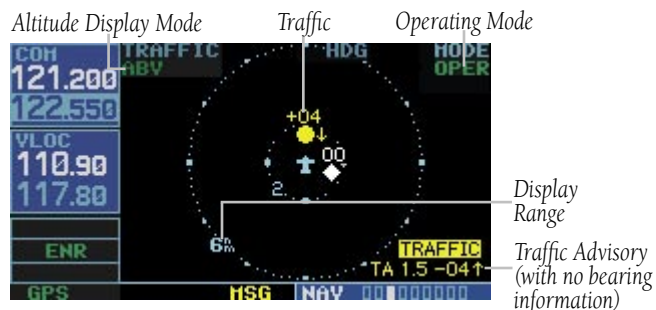 Altitude Display Mode
Traffic
Operating Mode
COM
121.200
122.550
VLOC
110.90
117.80
ENR
GPS
TRAFFIC
ABV
HDG
MODE
OPER
+04
00
2
6nm
TRAFFIC
TA 1.5 -04↑
MSG
NAV
Display
Range
Traffic Advisory
(with no bearing
information)